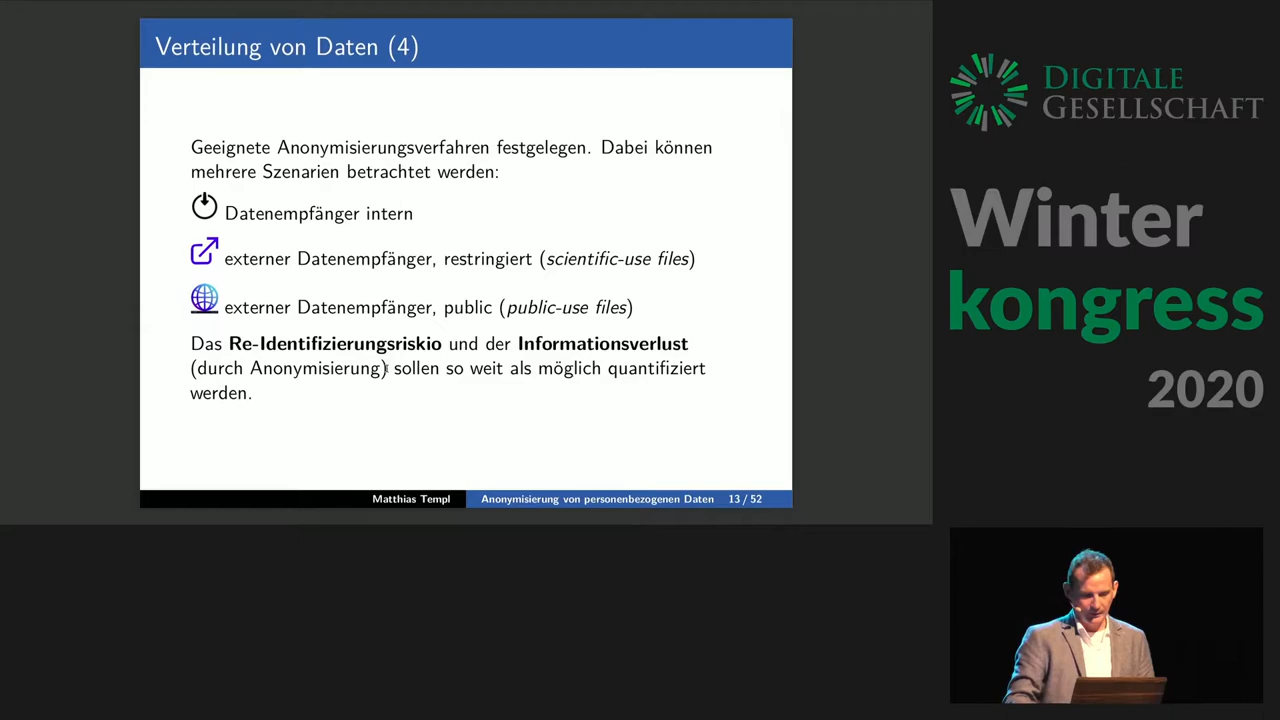 Verteilung von Daten (4)
Geeignete Anonymisierungsverfahren festgelegen. Dabei können
mehrere Szenarien betrachtet werden:
Datenempfänger intern
externer Datenempfänger, restringiert (scientific-use files)
externer Datenempfänger, public (public-use files)
Das Re-Identifizierungsriskio und der Informationsverlust
(durch Anonymisierung) sollen so weit als möglich quantifiziert
werden.
Matthias Templ Anonymisierung von personenbezogenen Daten 13 / 52
DIGITALE
GESELLSCHAFT
Winter
kongress
2020